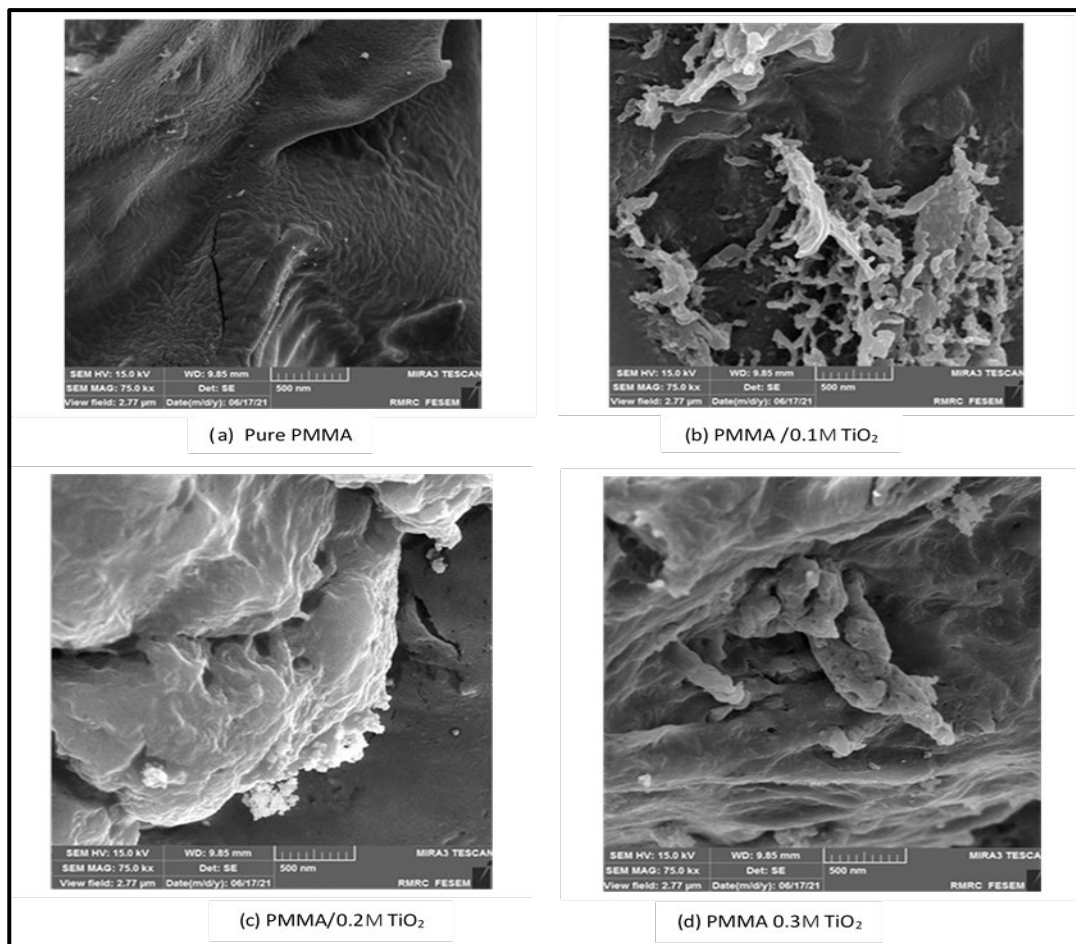 SEM HV: 15.0 kV WD: 9.85 mm MIRA3 TESCAN
SEM MAG: 75.0 kx Det: SE 500 nm
View field: 2.77 µm Date(m/d/y): 06/17/21 RMRC FESEM
(a) Pure PMMA
SEM HV: 15.0 kV WD: 9.85 mm MIRA3 TESCAN
SEM MAG: 75.0 kx Det: SE 500 nm
View field: 2.77 µm Date(m/d/y): 06/17/21 RMRC FESEM
(b) PMMA /0.1M TiO₂
SEM HV: 15.0 kV WD: 9.85 mm MIRA3 TESCAN
SEM MAG: 75.0 kx Det: SE 500 nm
View field: 2.77 µm Date(m/d/y): 06/17/21 RMRC FESEM
(c) PMMA/0.2M TiO₂
SEM HV: 15.0 kV WD: 9.85 mm MIRA3 TESCAN
SEM MAG: 75.0 kx Det: SE 500 nm
View field: 2.77 µm Date(m/d/y): 06/17/21 RMRC FESEM
(d) PMMA 0.3M TiO₂